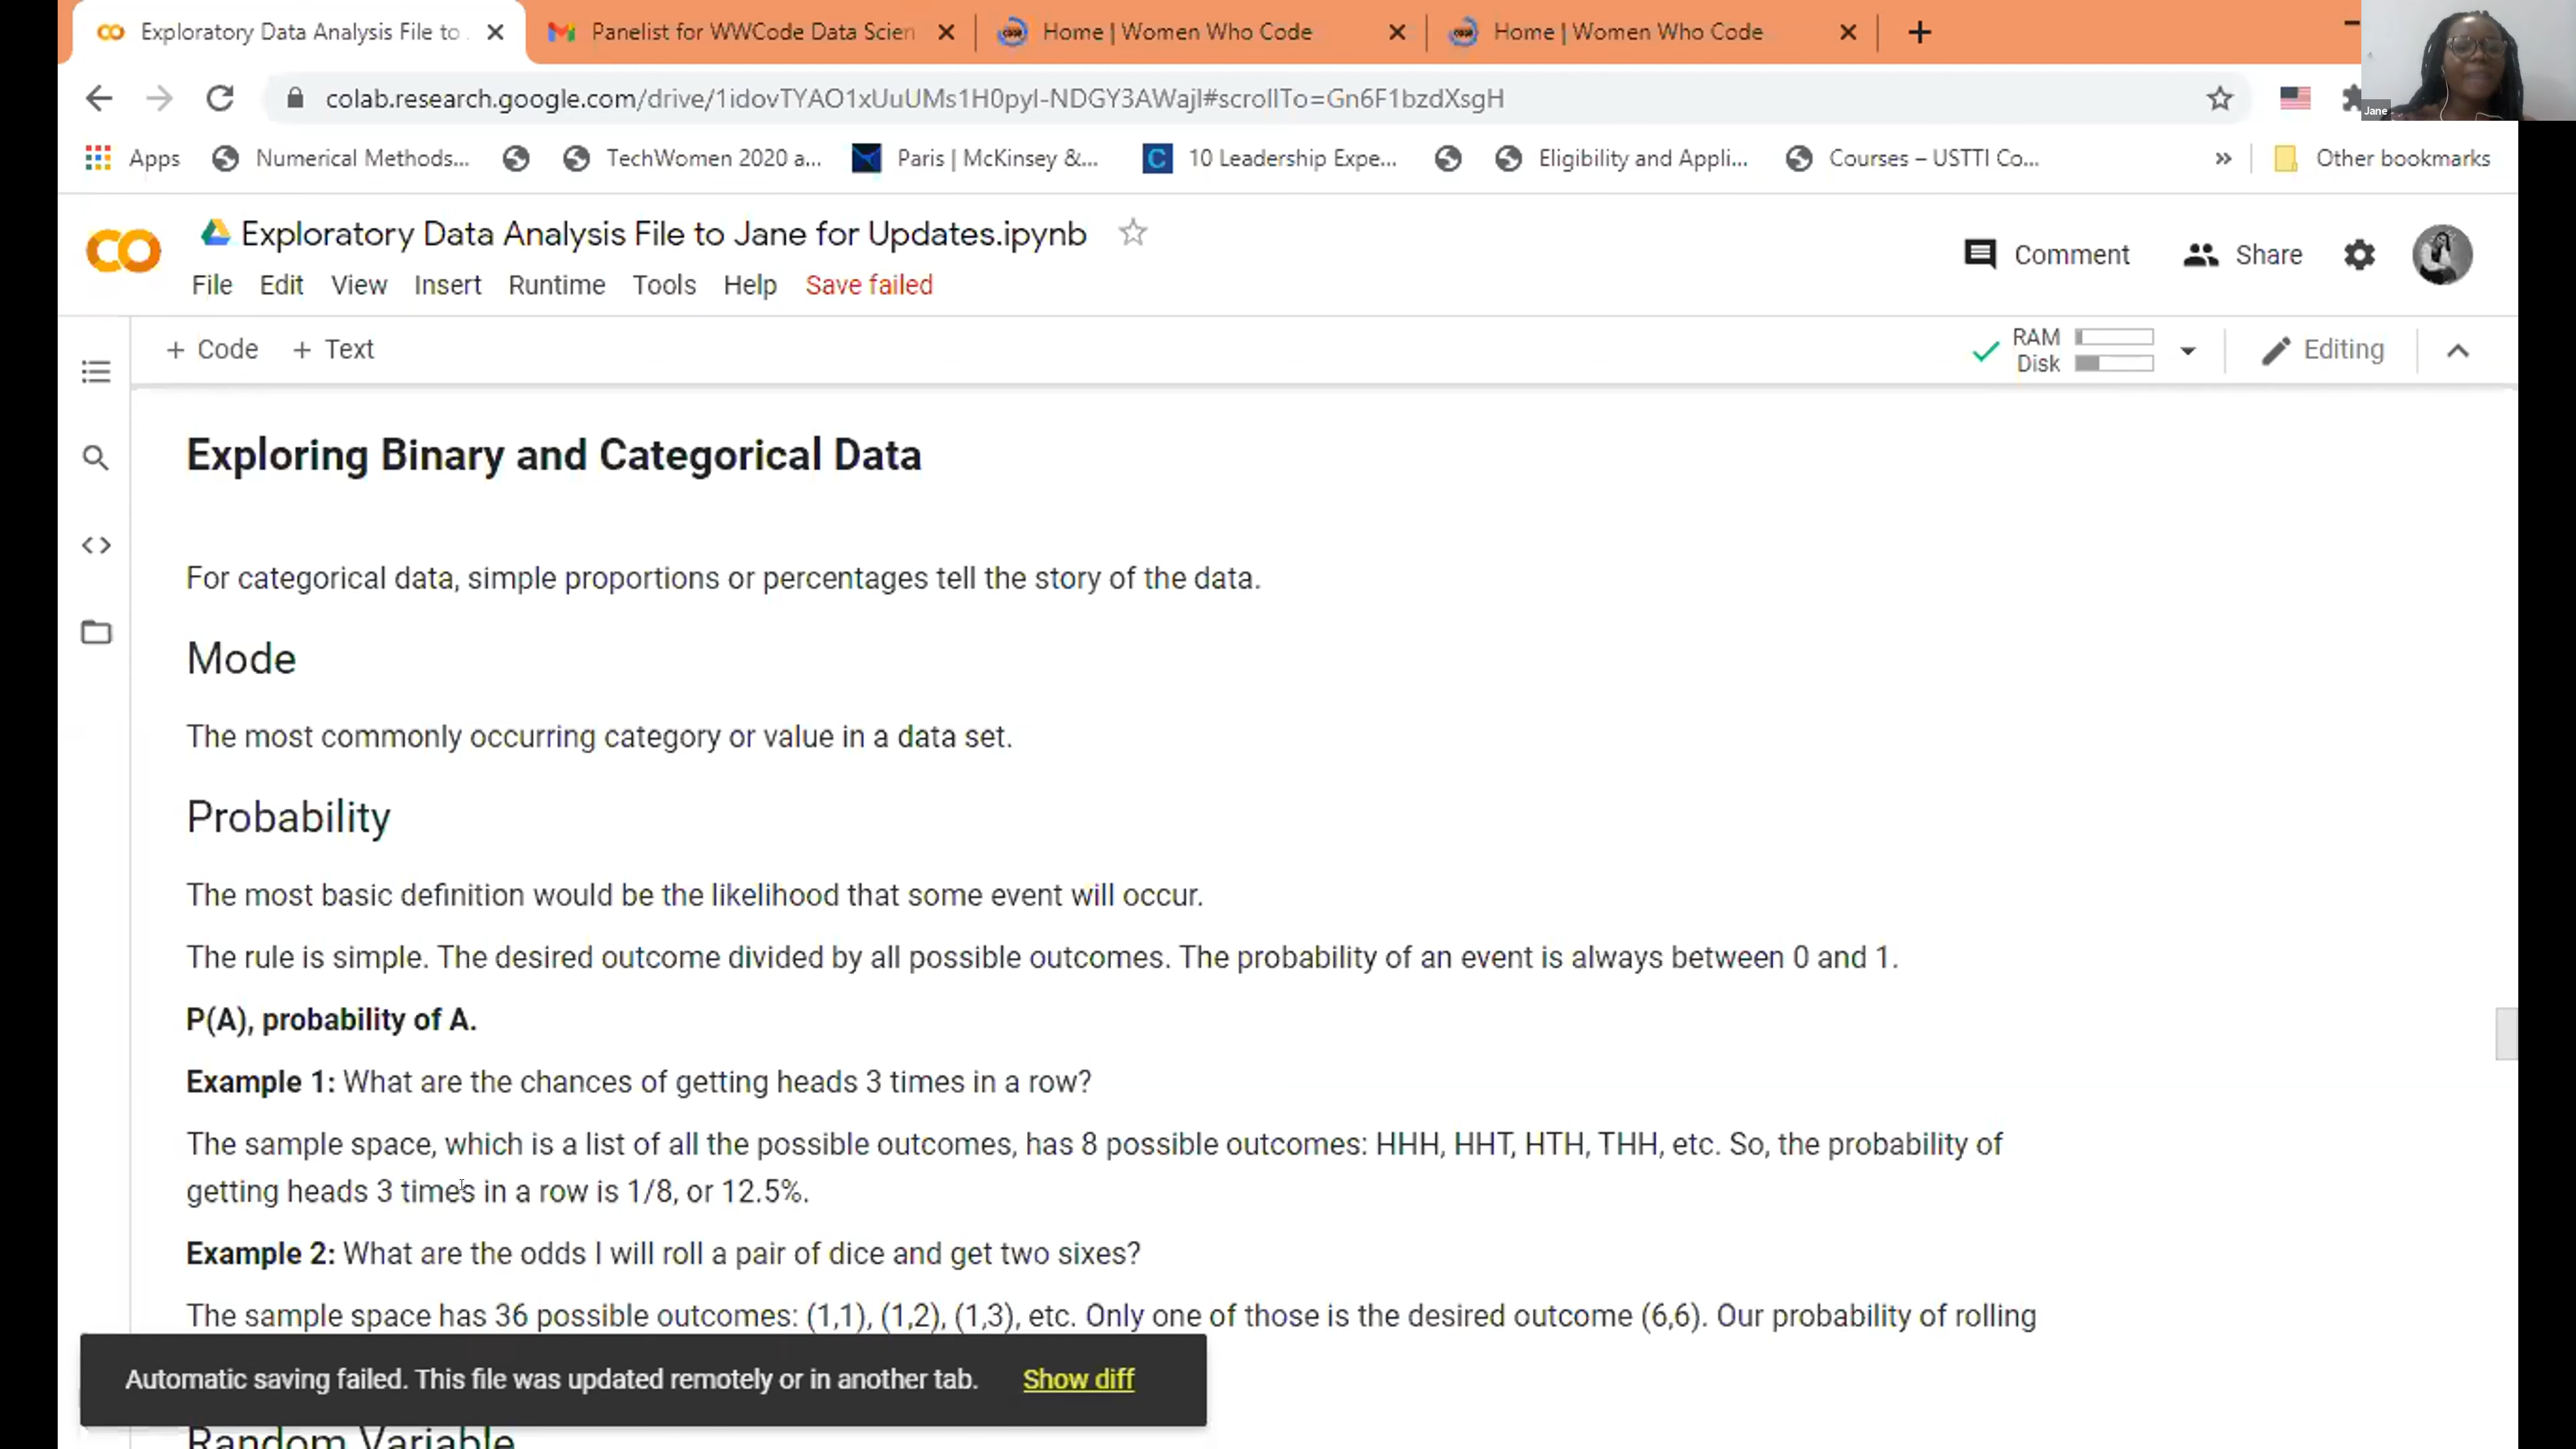 Exploratory Data Analysis File to
Panelist for WWCode Data Scien
Home | Women Who Code
Home | Women Who Code
colab.research.google.com/drive/1idovTYAO1xUuUMs1H0pyI-NDGY3AWajI#scrollTo=Gn6F1bzdXsgH
Jane
Apps
Numerical Methods...
TechWomen 2020 a...
Paris | McKinsey &...
10 Leadership Expe...
Eligibility and Appli...
Courses – USTTI Co...
Other bookmarks
Exploratory Data Analysis File to Jane for Updates.ipynb
File Edit View Insert Runtime Tools Help Save failed
Comment
Share
+ Code + Text
RAM
Disk
Editing
Exploring Binary and Categorical Data
For categorical data, simple proportions or percentages tell the story of the data.
Mode
The most commonly occurring category or value in a data set.
Probability
The most basic definition would be the likelihood that some event will occur.
The rule is simple. The desired outcome divided by all possible outcomes. The probability of an event is always between 0 and 1.
P(A), probability of A.
Example 1: What are the chances of getting heads 3 times in a row?
The sample space, which is a list of all the possible outcomes, has 8 possible outcomes: HHH, HHT, HTH, THH, etc. So, the probability of
getting heads 3 times in a row is 1/8, or 12.5%.
Example 2: What are the odds I will roll a pair of dice and get two sixes?
The sample space has 36 possible outcomes: (1,1), (1,2), (1,3), etc. Only one of those is the desired outcome (6,6). Our probability of rolling
Automatic saving failed. This file was updated remotely or in another tab. Show diff
Random Variable